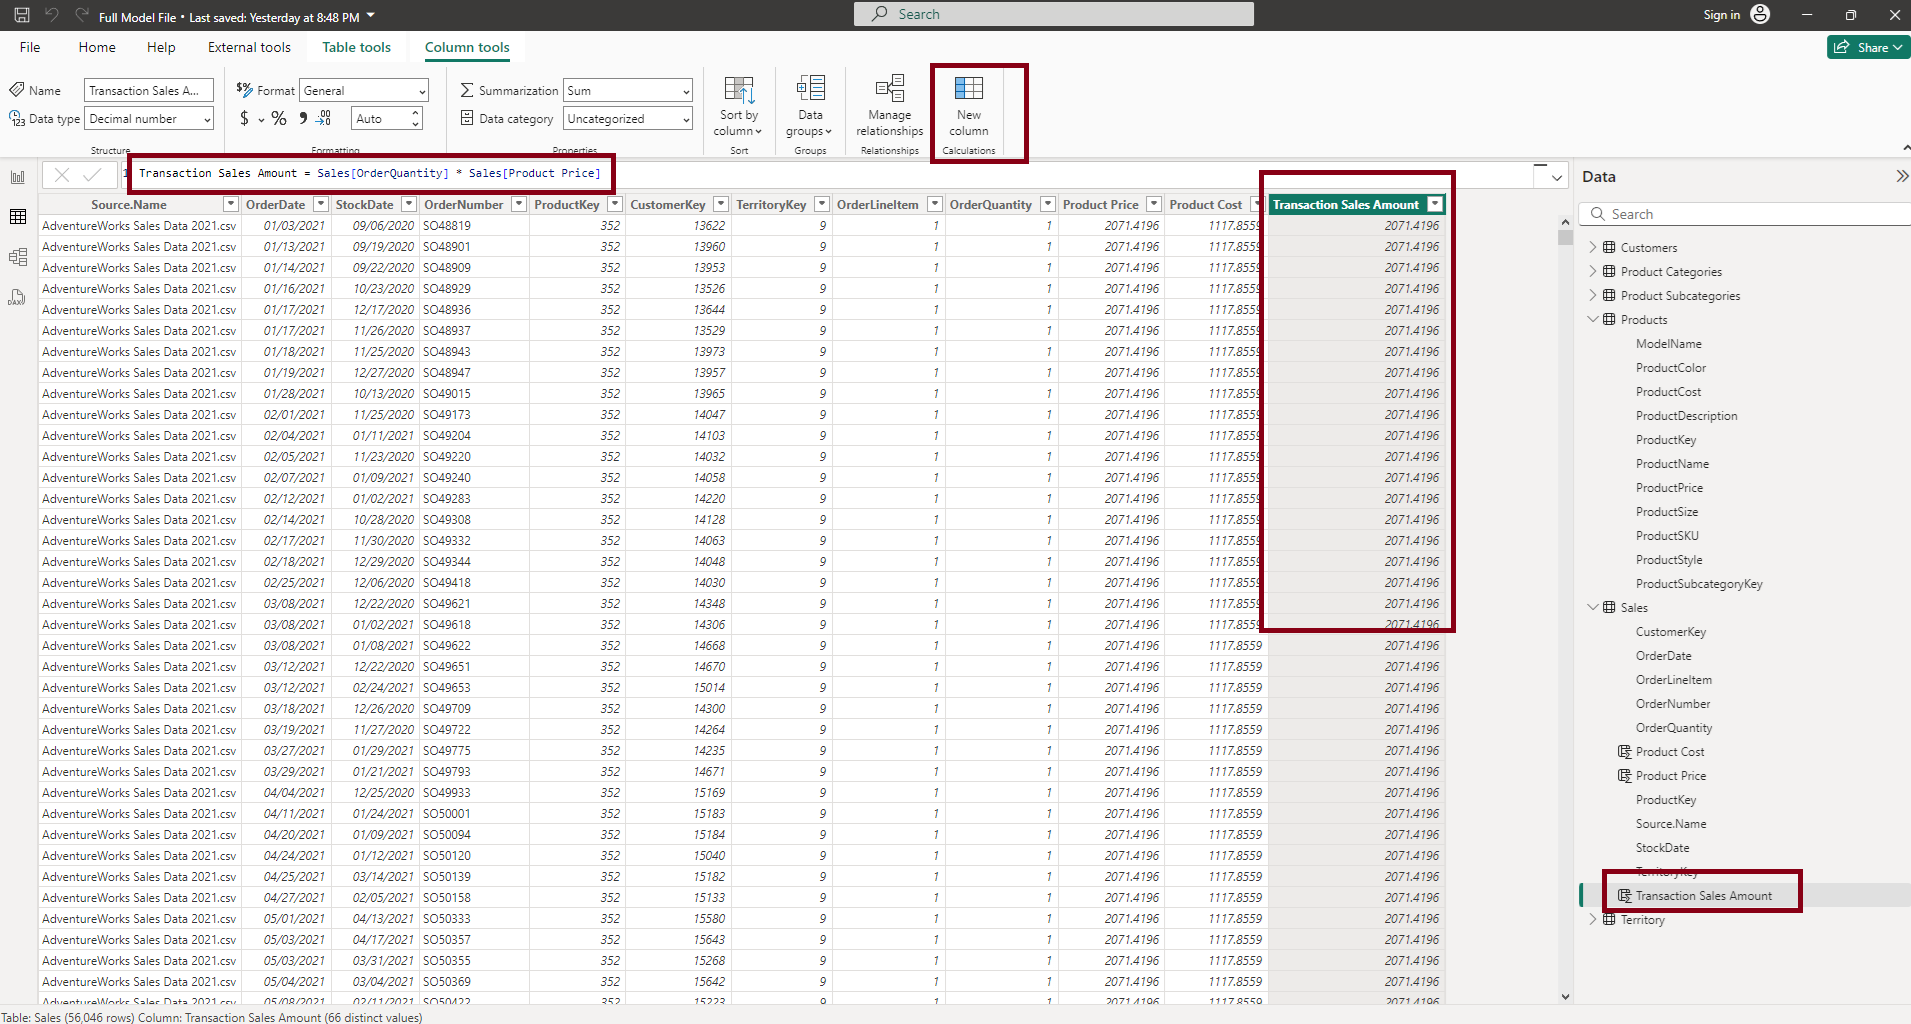 Full Model File • Last saved: Yesterday at 8:48 PM
Search
Sign in
File Home Help External tools Table tools Column tools
Share
Name Transaction Sales A...
Data type Decimal number
Structure
Format General
$ % Auto
Formatting
Summarization Sum
Data category Uncategorized
Properties
Sort by column
Sort
Data groups
Groups
Manage relationships
Relationships
New column
Calculations
1 Transaction Sales Amount = Sales[OrderQuantity] * Sales[Product Price]
Source.Name OrderDate StockDate OrderNumber ProductKey CustomerKey TerritoryKey OrderLineItem OrderQuantity Product Price Product Cost Transaction Sales Amount
AdventureWorks Sales Data 2021.csv 01/03/2021 09/06/2020 SO48819 352 13622 9 1 1 2071.4196 1117.8559 2071.4196
AdventureWorks Sales Data 2021.csv 01/13/2021 09/19/2020 SO48901 352 13960 9 1 1 2071.4196 1117.8559 2071.4196
AdventureWorks Sales Data 2021.csv 01/14/2021 09/22/2020 SO48909 352 13953 9 1 1 2071.4196 1117.8559 2071.4196
AdventureWorks Sales Data 2021.csv 01/16/2021 10/23/2020 SO48929 352 13526 9 1 1 2071.4196 1117.8559 2071.4196
AdventureWorks Sales Data 2021.csv 01/17/2021 12/17/2020 SO48936 352 13644 9 1 1 2071.4196 1117.8559 2071.4196
AdventureWorks Sales Data 2021.csv 01/17/2021 11/26/2020 SO48937 352 13529 9 1 1 2071.4196 1117.8559 2071.4196
AdventureWorks Sales Data 2021.csv 01/18/2021 11/25/2020 SO48943 352 13973 9 1 1 2071.4196 1117.8559 2071.4196
AdventureWorks Sales Data 2021.csv 01/19/2021 12/27/2020 SO48947 352 13957 9 1 1 2071.4196 1117.8559 2071.4196
AdventureWorks Sales Data 2021.csv 01/28/2021 10/13/2020 SO49015 352 13965 9 1 1 2071.4196 1117.8559 2071.4196
AdventureWorks Sales Data 2021.csv 02/01/2021 11/25/2020 SO49173 352 14047 9 1 1 2071.4196 1117.8559 2071.4196
AdventureWorks Sales Data 2021.csv 02/04/2021 01/11/2021 SO49204 352 14103 9 1 1 2071.4196 1117.8559 2071.4196
AdventureWorks Sales Data 2021.csv 02/05/2021 11/23/2020 SO49220 352 14032 9 1 1 2071.4196 1117.8559 2071.4196
AdventureWorks Sales Data 2021.csv 02/07/2021 01/09/2021 SO49240 352 14058 9 1 1 2071.4196 1117.8559 2071.4196
AdventureWorks Sales Data 2021.csv 02/12/2021 01/02/2021 SO49283 352 14220 9 1 1 2071.4196 1117.8559 2071.4196
AdventureWorks Sales Data 2021.csv 02/14/2021 10/28/2020 SO49308 352 14128 9 1 1 2071.4196 1117.8559 2071.4196
AdventureWorks Sales Data 2021.csv 02/17/2021 11/30/2020 SO49332 352 14063 9 1 1 2071.4196 1117.8559 2071.4196
AdventureWorks Sales Data 2021.csv 02/18/2021 12/29/2020 SO49344 352 14048 9 1 1 2071.4196 1117.8559 2071.4196
AdventureWorks Sales Data 2021.csv 02/25/2021 12/06/2020 SO49418 352 14030 9 1 1 2071.4196 1117.8559 2071.4196
AdventureWorks Sales Data 2021.csv 03/08/2021 12/22/2020 SO49621 352 14348 9 1 1 2071.4196 1117.8559 2071.4196
AdventureWorks Sales Data 2021.csv 03/08/2021 01/02/2021 SO49618 352 14306 9 1 1 2071.4196 1117.8559 2071.4196
AdventureWorks Sales Data 2021.csv 03/08/2021 01/08/2021 SO49622 352 14668 9 1 1 2071.4196 1117.8559 2071.4196
AdventureWorks Sales Data 2021.csv 03/12/2021 12/22/2020 SO49651 352 14670 9 1 1 2071.4196 1117.8559 2071.4196
AdventureWorks Sales Data 2021.csv 03/12/2021 02/24/2021 SO49653 352 15014 9 1 1 2071.4196 1117.8559 2071.4196
AdventureWorks Sales Data 2021.csv 03/18/2021 12/26/2020 SO49709 352 14300 9 1 1 2071.4196 1117.8559 2071.4196
AdventureWorks Sales Data 2021.csv 03/19/2021 11/27/2020 SO49722 352 14264 9 1 1 2071.4196 1117.8559 2071.4196
AdventureWorks Sales Data 2021.csv 03/27/2021 01/29/2021 SO49775 352 14235 9 1 1 2071.4196 1117.8559 2071.4196
AdventureWorks Sales Data 2021.csv 03/29/2021 01/21/2021 SO49793 352 14671 9 1 1 2071.4196 1117.8559 2071.4196
AdventureWorks Sales Data 2021.csv 04/04/2021 12/25/2020 SO49933 352 15169 9 1 1 2071.4196 1117.8559 2071.4196
AdventureWorks Sales Data 2021.csv 04/11/2021 01/24/2021 SO50001 352 15183 9 1 1 2071.4196 1117.8559 2071.4196
AdventureWorks Sales Data 2021.csv 04/20/2021 01/09/2021 SO50094 352 15184 9 1 1 2071.4196 1117.8559 2071.4196
AdventureWorks Sales Data 2021.csv 04/24/2021 01/12/2021 SO50120 352 15040 9 1 1 2071.4196 1117.8559 2071.4196
AdventureWorks Sales Data 2021.csv 04/25/2021 03/14/2021 SO50139 352 15182 9 1 1 2071.4196 1117.8559 2071.4196
AdventureWorks Sales Data 2021.csv 04/27/2021 02/05/2021 SO50158 352 15133 9 1 1 2071.4196 1117.8559 2071.4196
AdventureWorks Sales Data 2021.csv 05/01/2021 04/13/2021 SO50333 352 15580 9 1 1 2071.4196 1117.8559 2071.4196
AdventureWorks Sales Data 2021.csv 05/03/2021 04/17/2021 SO50357 352 15643 9 1 1 2071.4196 1117.8559 2071.4196
AdventureWorks Sales Data 2021.csv 05/03/2021 03/31/2021 SO50355 352 15268 9 1 1 2071.4196 1117.8559 2071.4196
AdventureWorks Sales Data 2021.csv 05/04/2021 03/04/2021 SO50369 352 15642 9 1 1 2071.4196 1117.8559 2071.4196
AdventureWorks Sales Data 2021.csv 05/08/2021 02/11/2021 SO50422 352 15223 9 1 1 2071.4196 1117.8559 2071.4196
Data
Search
Customers
Product Categories
Product Subcategories
Products
ModelName
ProductColor
ProductCost
ProductDescription
ProductKey
ProductName
ProductPrice
ProductSize
ProductSKU
ProductStyle
ProductSubcategoryKey
Sales
CustomerKey
OrderDate
OrderLineItem
OrderNumber
OrderQuantity
Product Cost
Product Price
ProductKey
Source.Name
StockDate
TerritoryKey
Transaction Sales Amount
Territory
Table: Sales (56,046 rows) Column: Transaction Sales Amount (66 distinct values)